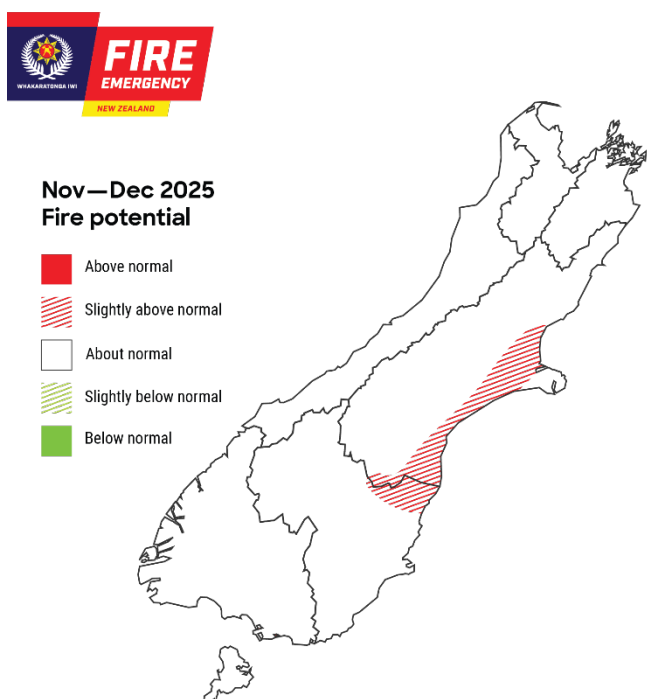 FIRE
EMERGENCY
WHAKARATONGA IWI
NEW ZEALAND
Nov—Dec 2025
Fire potential
Above normal
Slightly above normal
About normal
Slightly below normal
Below normal